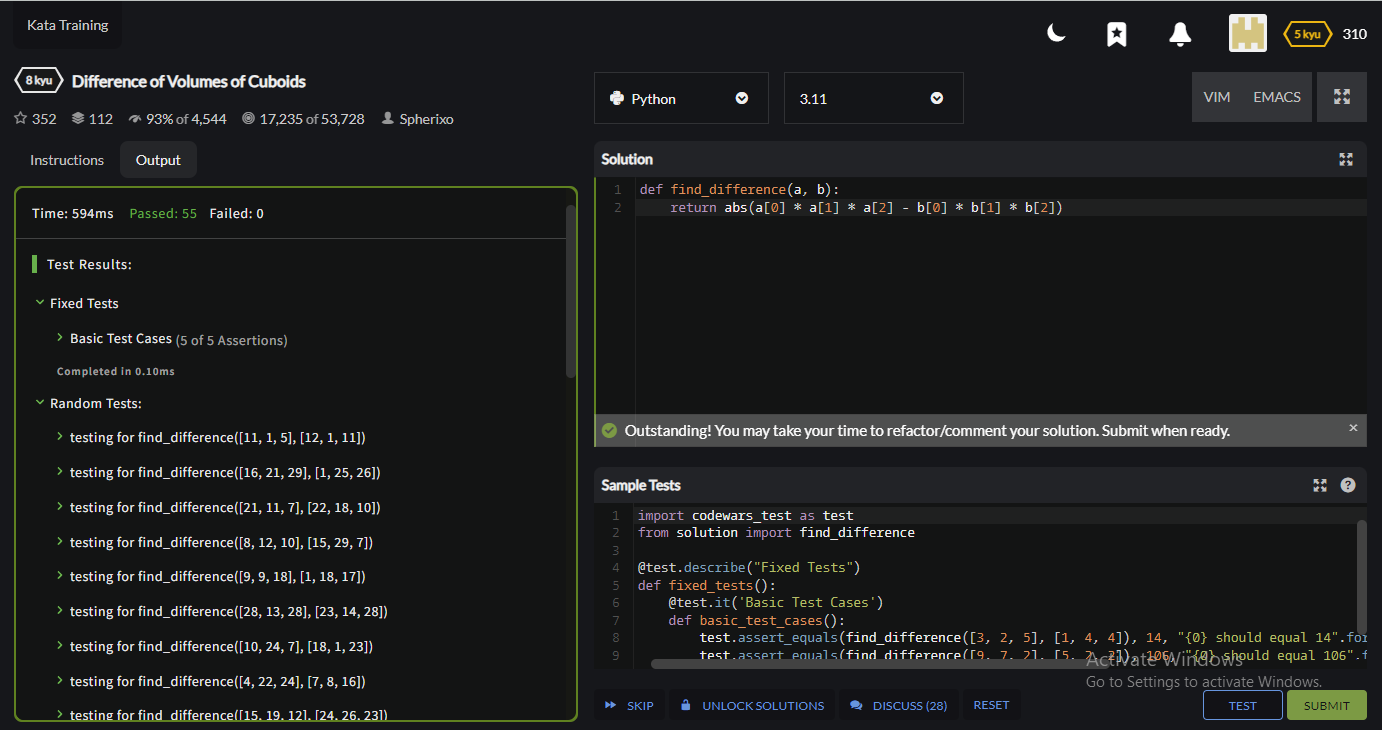 Kata Training
5 kyu 310
8 kyu Difference of Volumes of Cuboids
352 112 93% of 4,544 17,235 of 53,728 Spherixo
Instructions Output
Time: 594ms Passed: 55 Failed: 0
Test Results:
Fixed Tests
Basic Test Cases (5 of 5 Assertions)
Completed in 0.10ms
Random Tests:
testing for find_difference([11, 1, 5], [12, 1, 11])
testing for find_difference([16, 21, 29], [1, 25, 26])
testing for find_difference([21, 11, 7], [22, 18, 10])
testing for find_difference([8, 12, 10], [15, 29, 7])
testing for find_difference([9, 9, 18], [1, 18, 17])
testing for find_difference([28, 13, 28], [23, 14, 28])
testing for find_difference([10, 24, 7], [18, 1, 23])
testing for find_difference([4, 22, 24], [7, 8, 16])
testing for find_difference([15, 19, 12], [24, 26, 23])
Python 3.11 VIM EMACS
Solution
1 def find_difference(a, b):
2     return abs(a[0] * a[1] * a[2] - b[0] * b[1] * b[2])
Outstanding! You may take your time to refactor/comment your solution. Submit when ready. ×
Sample Tests ?
1 import codewars_test as test
2 from solution import find_difference
3
4 @test.describe("Fixed Tests")
5 def fixed_tests():
6     @test.it('Basic Test Cases')
7     def basic_test_cases():
8         test.assert_equals(find_difference([3, 2, 5], [1, 4, 4]), 14, "{0} should equal 14".for
9         test.assert_equals(find_difference([9, 7, 2], [5, 2, 2]), 106, "{0} should equal 106".f
Activate Windows
Go to Settings to activate Windows.
SKIP UNLOCK SOLUTIONS DISCUSS (28) RESET TEST SUBMIT